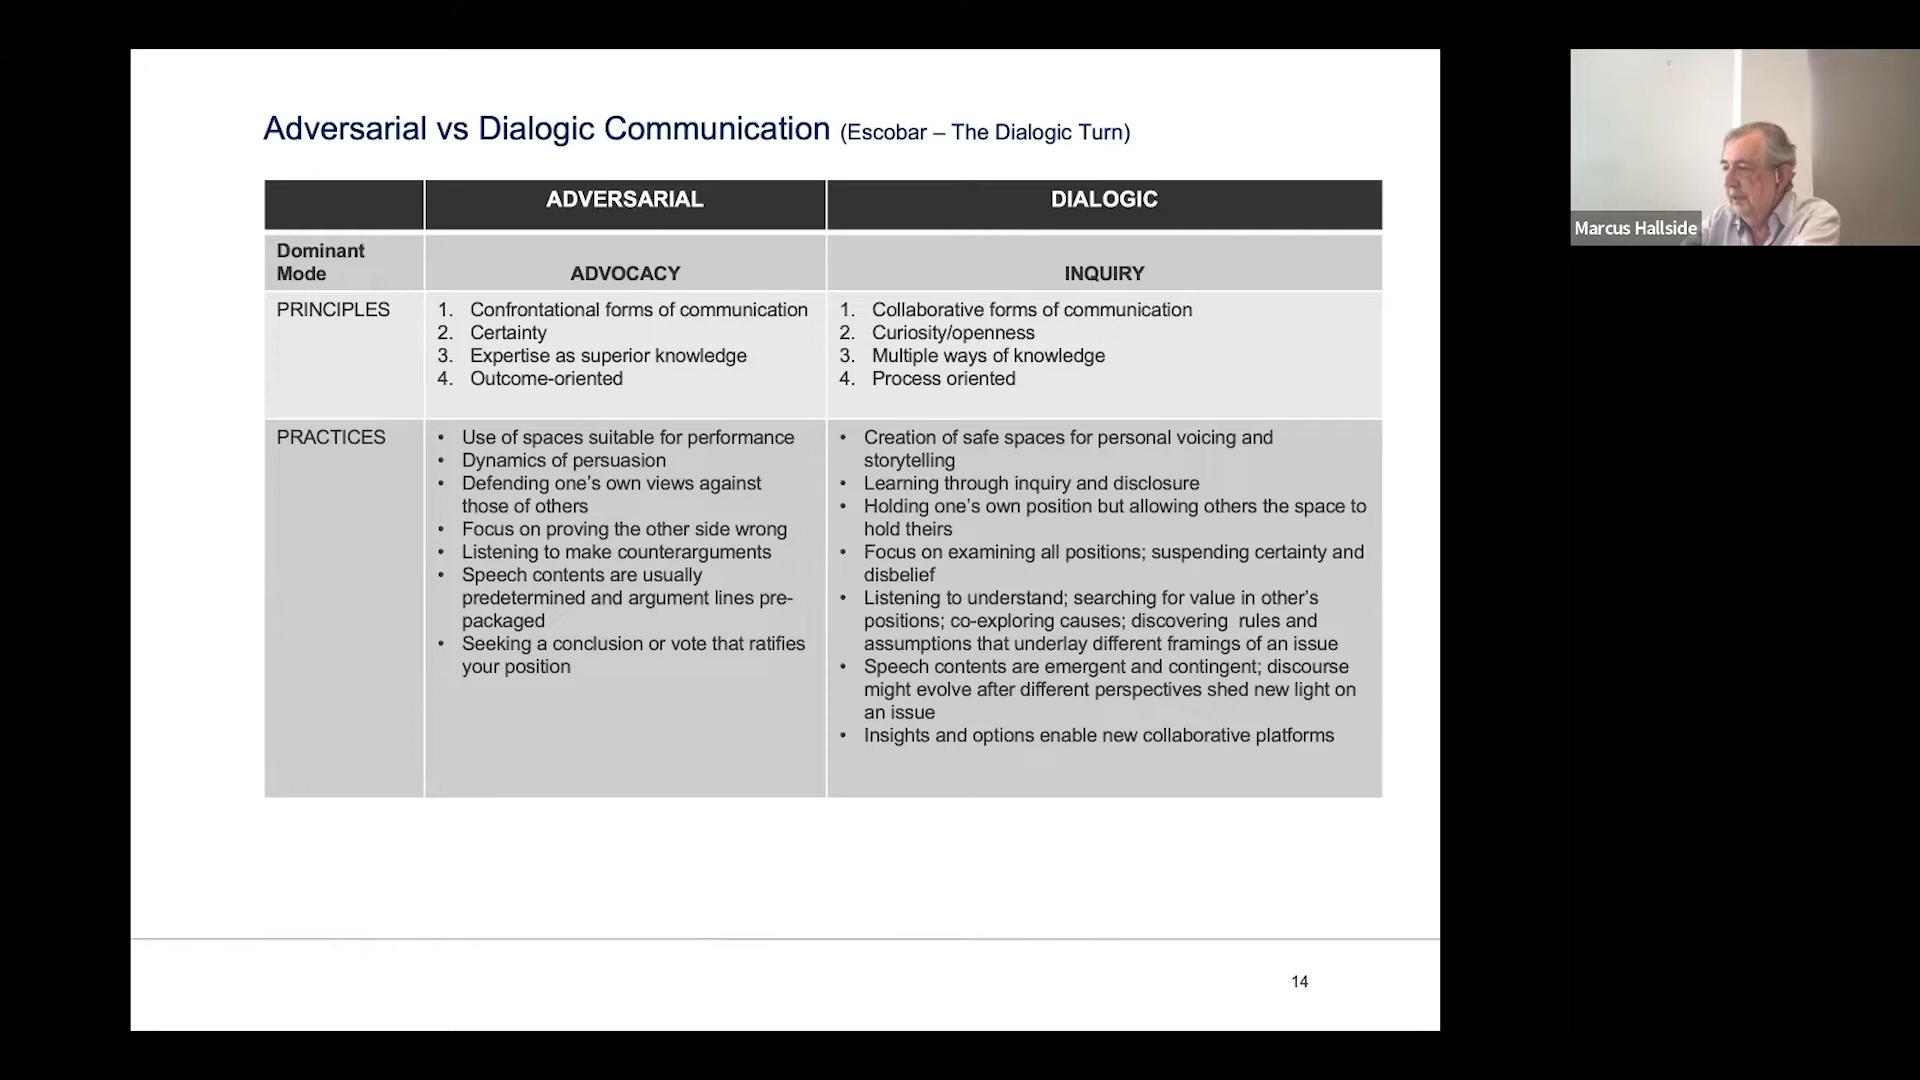 Adversarial vs Dialogic Communication (Escobar – The Dialogic Turn)
ADVERSARIAL
DIALOGIC
Dominant
Mode
ADVOCACY
INQUIRY
PRINCIPLES
1. Confrontational forms of communication
2. Certainty
3. Expertise as superior knowledge
4. Outcome-oriented
1. Collaborative forms of communication
2. Curiosity/openness
3. Multiple ways of knowledge
4. Process oriented
PRACTICES
• Use of spaces suitable for performance
• Dynamics of persuasion
• Defending one’s own views against
those of others
• Focus on proving the other side wrong
• Listening to make counterarguments
• Speech contents are usually
predetermined and argument lines pre-
packaged
• Seeking a conclusion or vote that ratifies
your position
• Creation of safe spaces for personal voicing and
storytelling
• Learning through inquiry and disclosure
• Holding one’s own position but allowing others the space to
hold theirs
• Focus on examining all positions; suspending certainty and
disbelief
• Listening to understand; searching for value in other’s
positions; co-exploring causes; discovering  rules and
assumptions that underlay different framings of an issue
• Speech contents are emergent and contingent; discourse
might evolve after different perspectives shed new light on
an issue
• Insights and options enable new collaborative platforms
14
Marcus Hallside